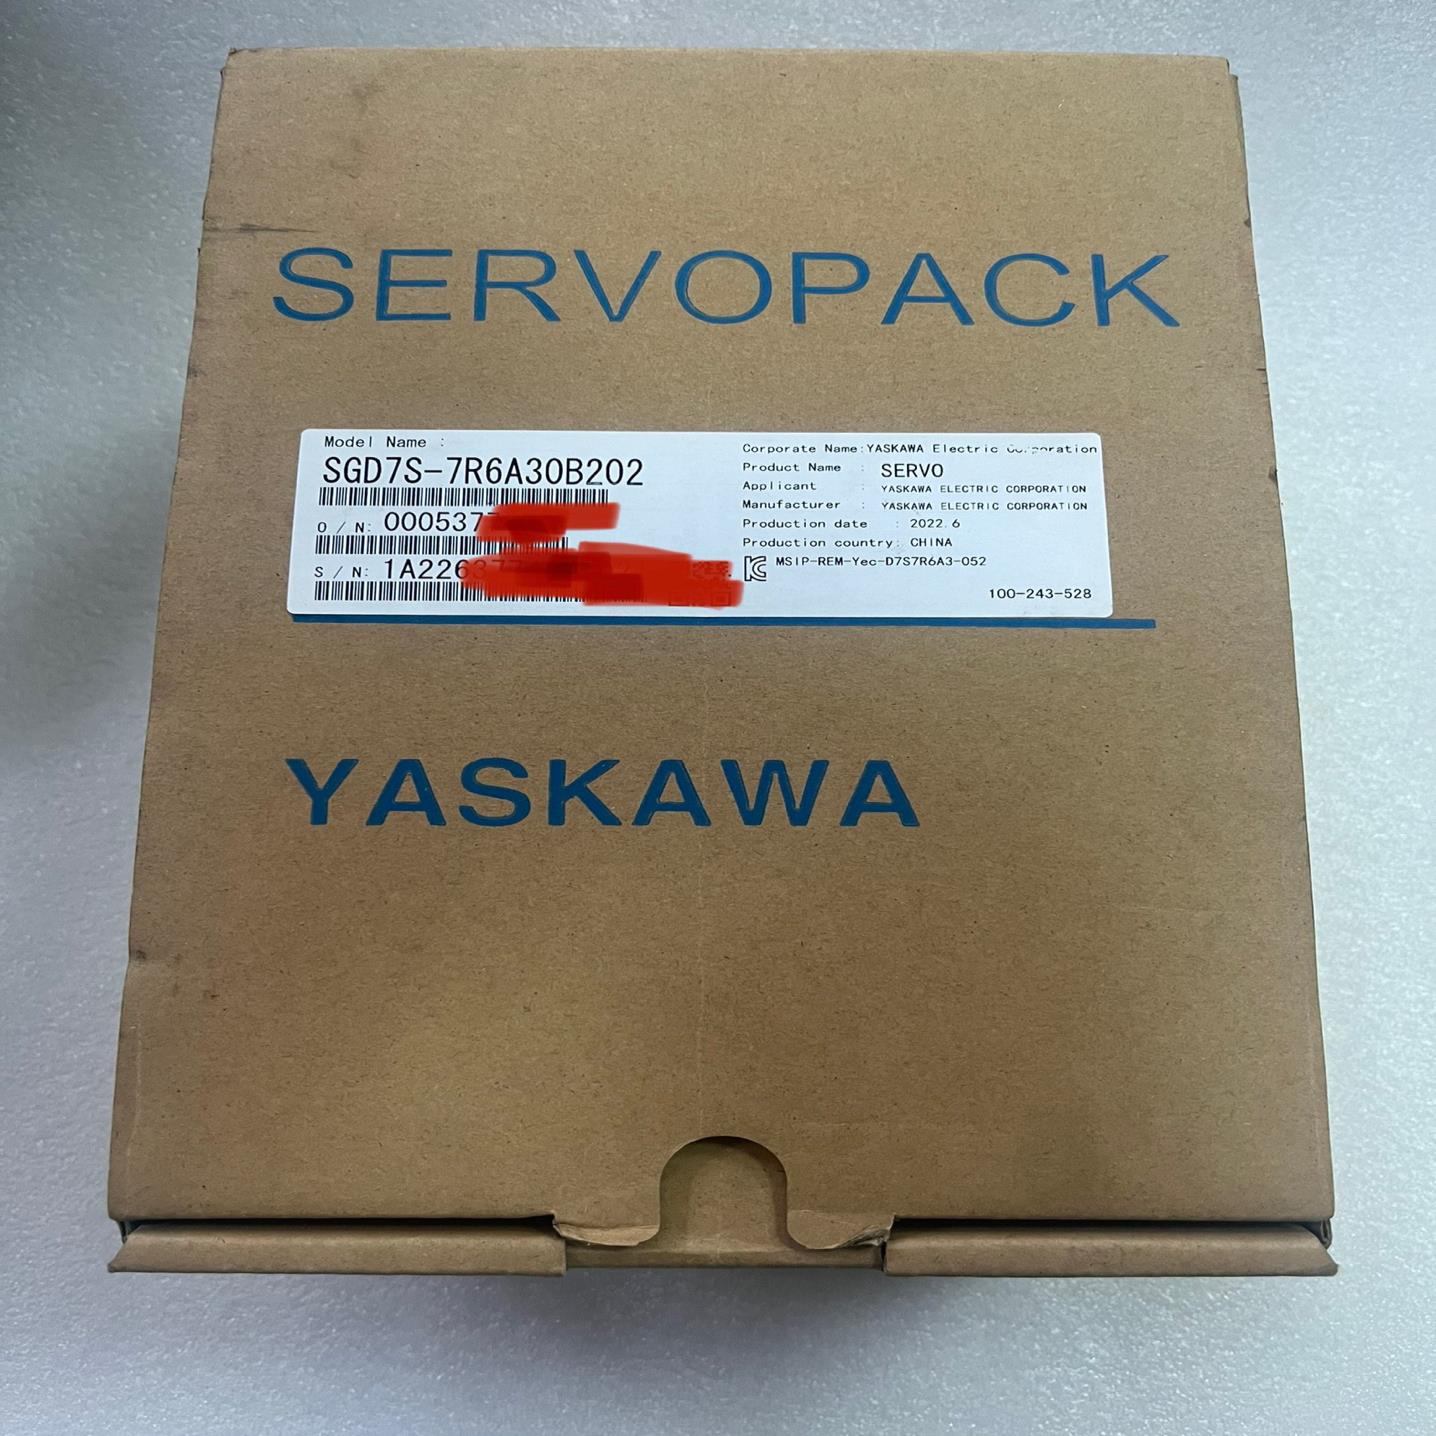 SERVOPACK
Model Name :
SGD7S-7R6A30B202
O / N: 000537
S / N: 1A226377
Corporate Name:YASKAWA Electric Corporation
Product Name : SERVO
Applicant : YASKAWA ELECTRIC CORPORATION
Manufacturer : YASKAWA ELECTRIC CORPORATION
Production date : 2022.6
Production country: CHINA
MSIP-REM-Yec-D7S7R6A3-052
100-243-528
YASKAWA